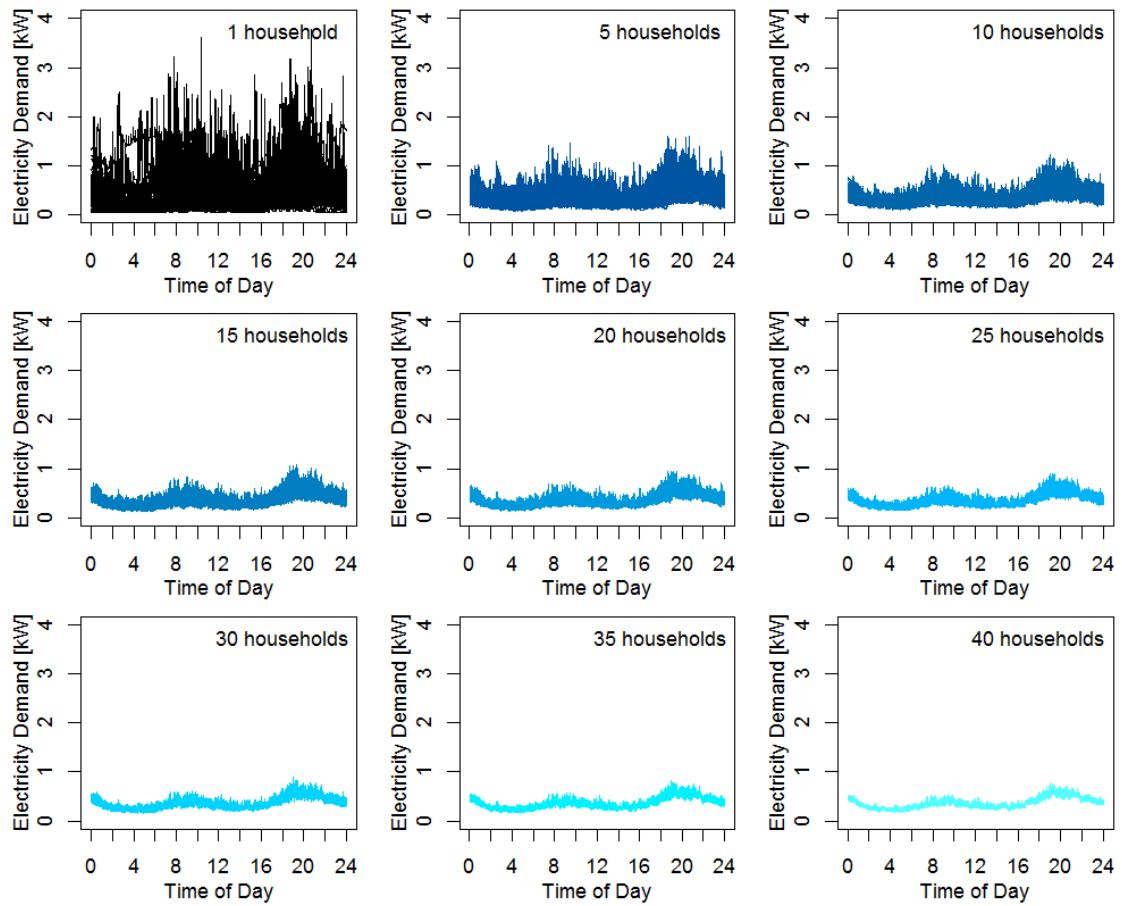 1 household
Electricity Demand [kW]
4
3
2
1
0
0 4 8 12 16 20 24
Time of Day
5 households
Electricity Demand [kW]
4
3
2
1
0
0 4 8 12 16 20 24
Time of Day
10 households
Electricity Demand [kW]
4
3
2
1
0
0 4 8 12 16 20 24
Time of Day
15 households
Electricity Demand [kW]
4
3
2
1
0
0 4 8 12 16 20 24
Time of Day
20 households
Electricity Demand [kW]
4
3
2
1
0
0 4 8 12 16 20 24
Time of Day
25 households
Electricity Demand [kW]
4
3
2
1
0
0 4 8 12 16 20 24
Time of Day
30 households
Electricity Demand [kW]
4
3
2
1
0
0 4 8 12 16 20 24
Time of Day
35 households
Electricity Demand [kW]
4
3
2
1
0
0 4 8 12 16 20 24
Time of Day
40 households
Electricity Demand [kW]
4
3
2
1
0
0 4 8 12 16 20 24
Time of Day